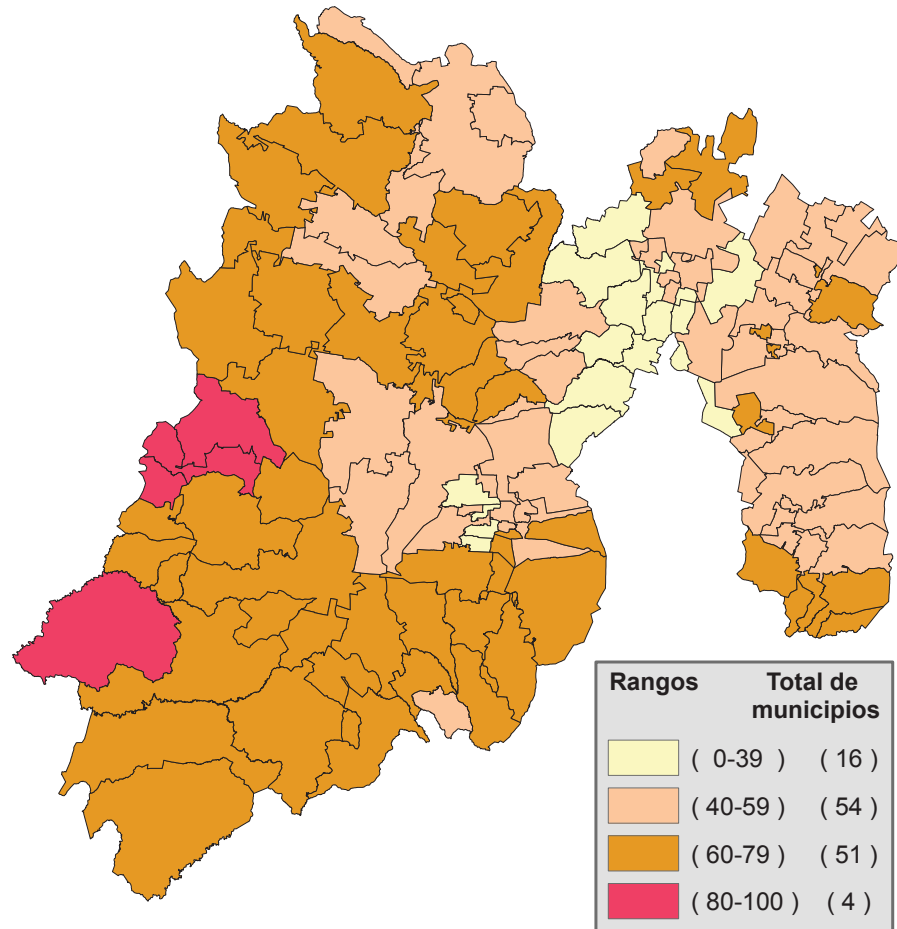 Rangos Total de
municipios
( 0-39 ) ( 16 )
( 40-59 ) ( 54 )
( 60-79 ) ( 51 )
( 80-100 ) ( 4 )